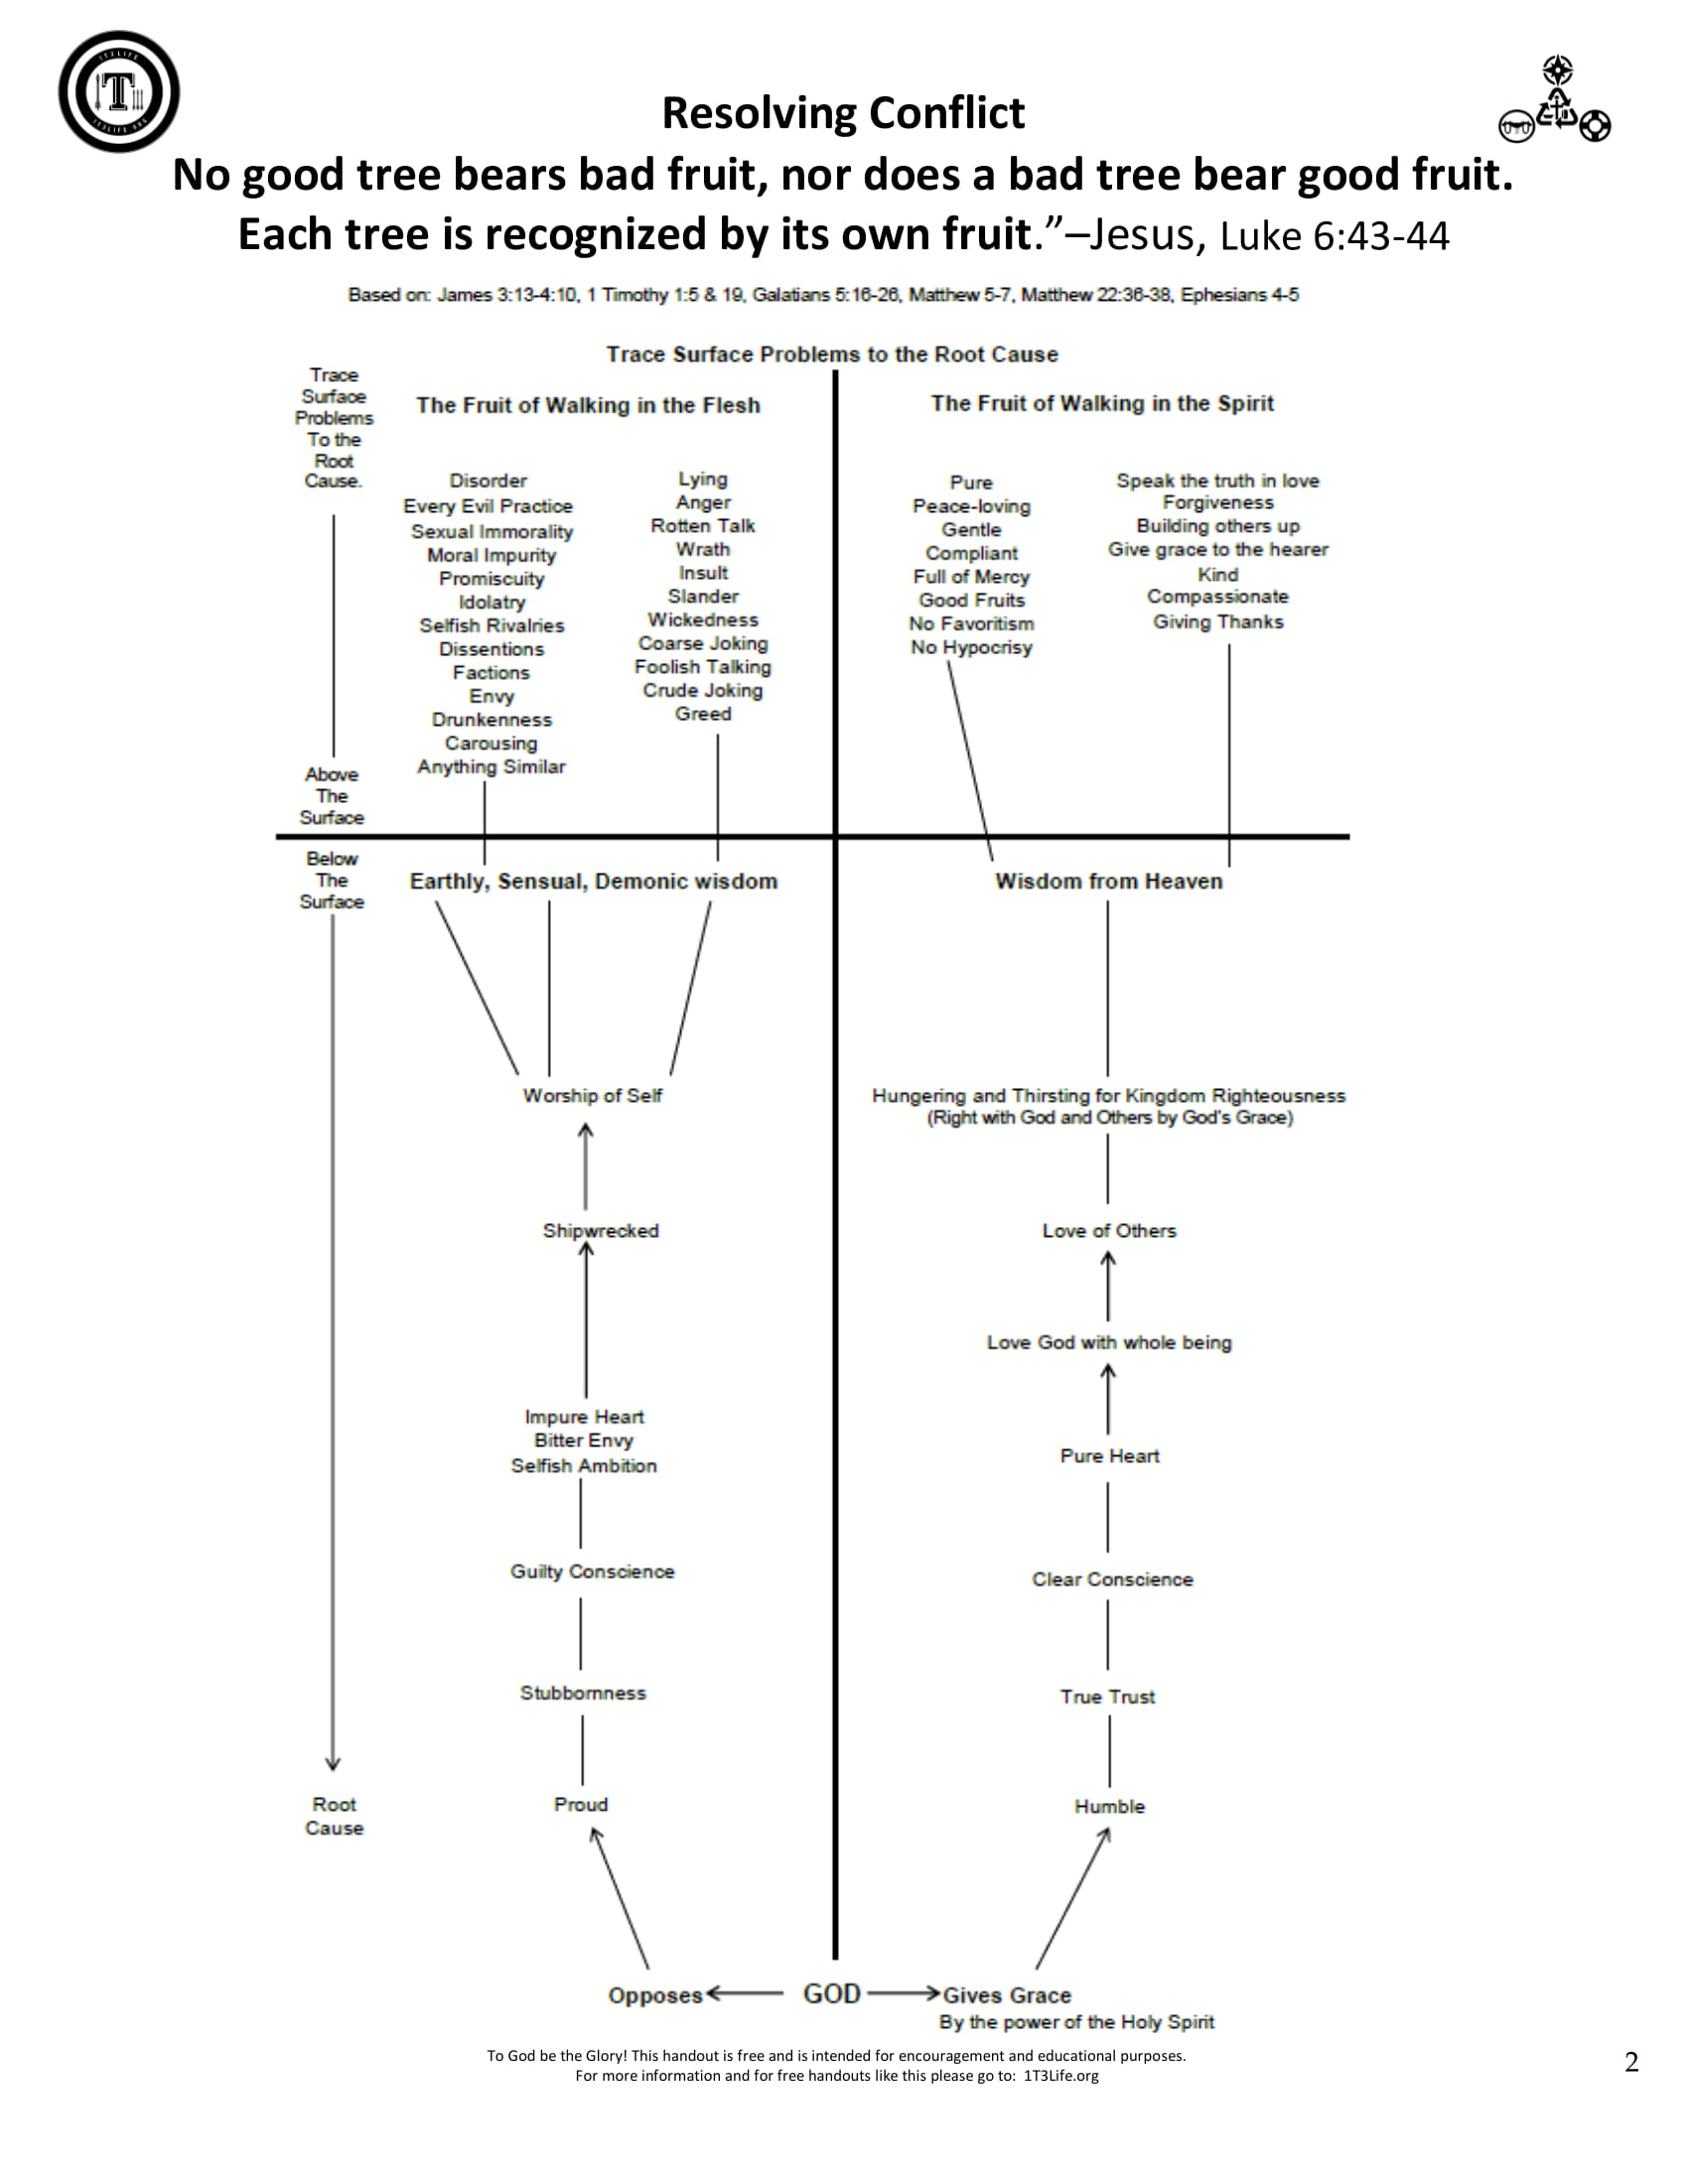 Resolving Conflict
No good tree bears bad fruit, nor does a bad tree bear good fruit.
Each tree is recognized by its own fruit.”–Jesus, Luke 6:43-44
Based on: James 3:13-4:10, 1 Timothy 1:5 & 19, Galatians 5:16-26, Matthew 5-7, Matthew 22:36-38, Ephesians 4-5
Trace Surface Problems to the Root Cause
Trace
Surface
Problems
To the
Root
Cause.
Above
The
Surface
The Fruit of Walking in the Flesh
Disorder
Every Evil Practice
Sexual Immorality
Moral Impurity
Promiscuity
Idolatry
Selfish Rivalries
Dissentions
Factions
Envy
Drunkenness
Carousing
Anything Similar
Lying
Anger
Rotten Talk
Wrath
Insult
Slander
Wickedness
Coarse Joking
Foolish Talking
Crude Joking
Greed
The Fruit of Walking in the Spirit
Pure
Peace-loving
Gentle
Compliant
Full of Mercy
Good Fruits
No Favoritism
No Hypocrisy
Speak the truth in love
Forgiveness
Building others up
Give grace to the hearer
Kind
Compassionate
Giving Thanks
Below
The
Surface
Root
Cause
Earthly, Sensual, Demonic wisdom
Worship of Self
Shipwrecked
Impure Heart
Bitter Envy
Selfish Ambition
Guilty Conscience
Stubbornness
Proud
Wisdom from Heaven
Hungering and Thirsting for Kingdom Righteousness
(Right with God and Others by God's Grace)
Love of Others
Love God with whole being
Pure Heart
Clear Conscience
True Trust
Humble
Opposes GOD Gives Grace
By the power of the Holy Spirit
To God be the Glory! This handout is free and is intended for encouragement and educational purposes.
For more information and for free handouts like this please go to: 1T3Life.org
2